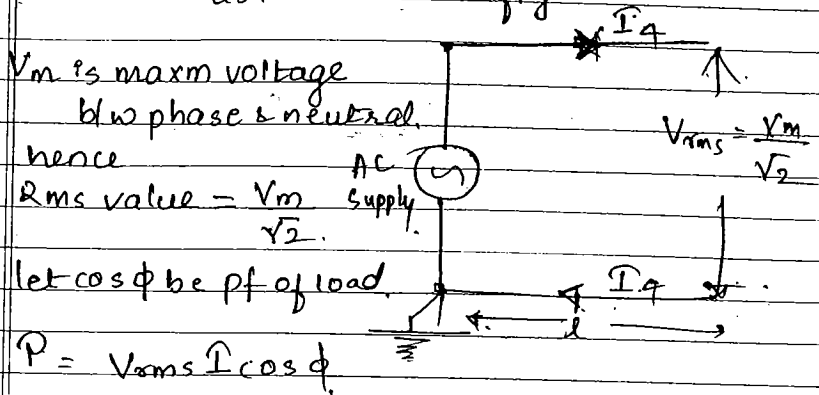 I4
Vm is maxm voltage
b/w phase & neutral.
Vrms = Vm/√2
hence
AC supply.
Rms value = Vm/√2.
let cos φ be pf of load.
I4
l
P = Vrms I cos φ.